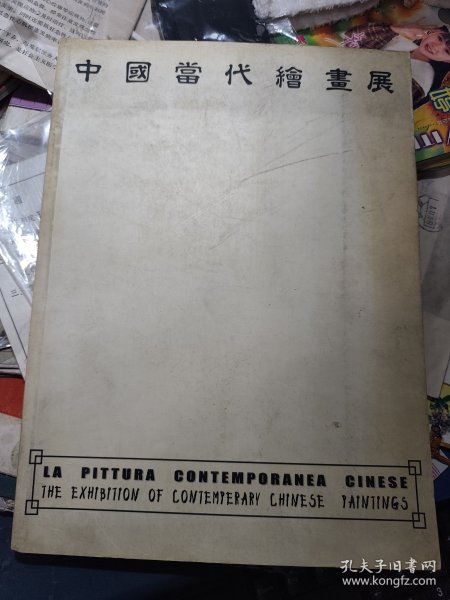 中國當代繪畫展
LA PITTURA CONTEMPORANEA CINESE
THE EXHIBITION OF CONTEMPERARY CHINESE PAINTINGS
孔夫子旧书网
www.kongfz.com